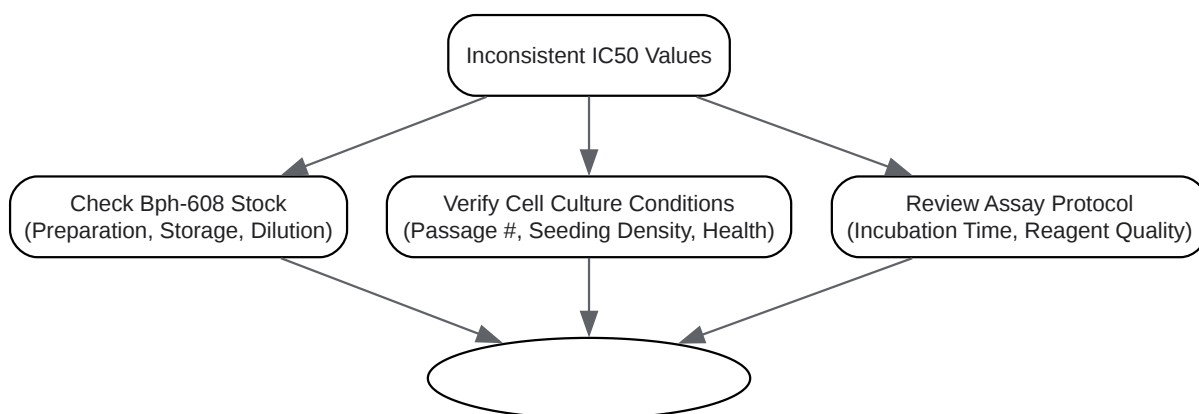 Inconsistent IC50 Values
Check Bph-608 Stock
(Preparation, Storage, Dilution)
Verify Cell Culture Conditions
(Passage #, Seeding Density, Health)
Review Assay Protocol
(Incubation Time, Reagent Quality)